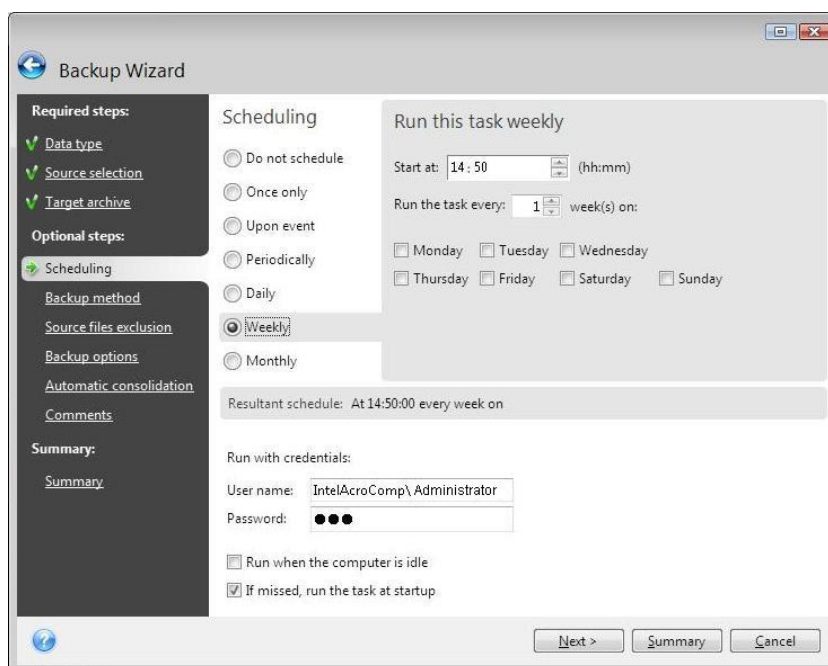 Backup Wizard
Required steps:
Data type
Source selection
Target archive
Optional steps:
Scheduling
Backup method
Source files exclusion
Backup options
Automatic consolidation
Comments
Summary:
Summary
Scheduling
Do not schedule
Once only
Upon event
Periodically
Daily
Weekly
Monthly
Run this task weekly
Start at: 14:50 (hh:mm)
Run the task every: 1 week(s) on:
Monday Tuesday Wednesday
Thursday Friday Saturday Sunday
Resultant schedule: At 14:50:00 every week on
Run with credentials:
User name: IntelAcroComp\Administrator
Password: ●●●
Run when the computer is idle
If missed, run the task at startup
? Next > Summary Cancel